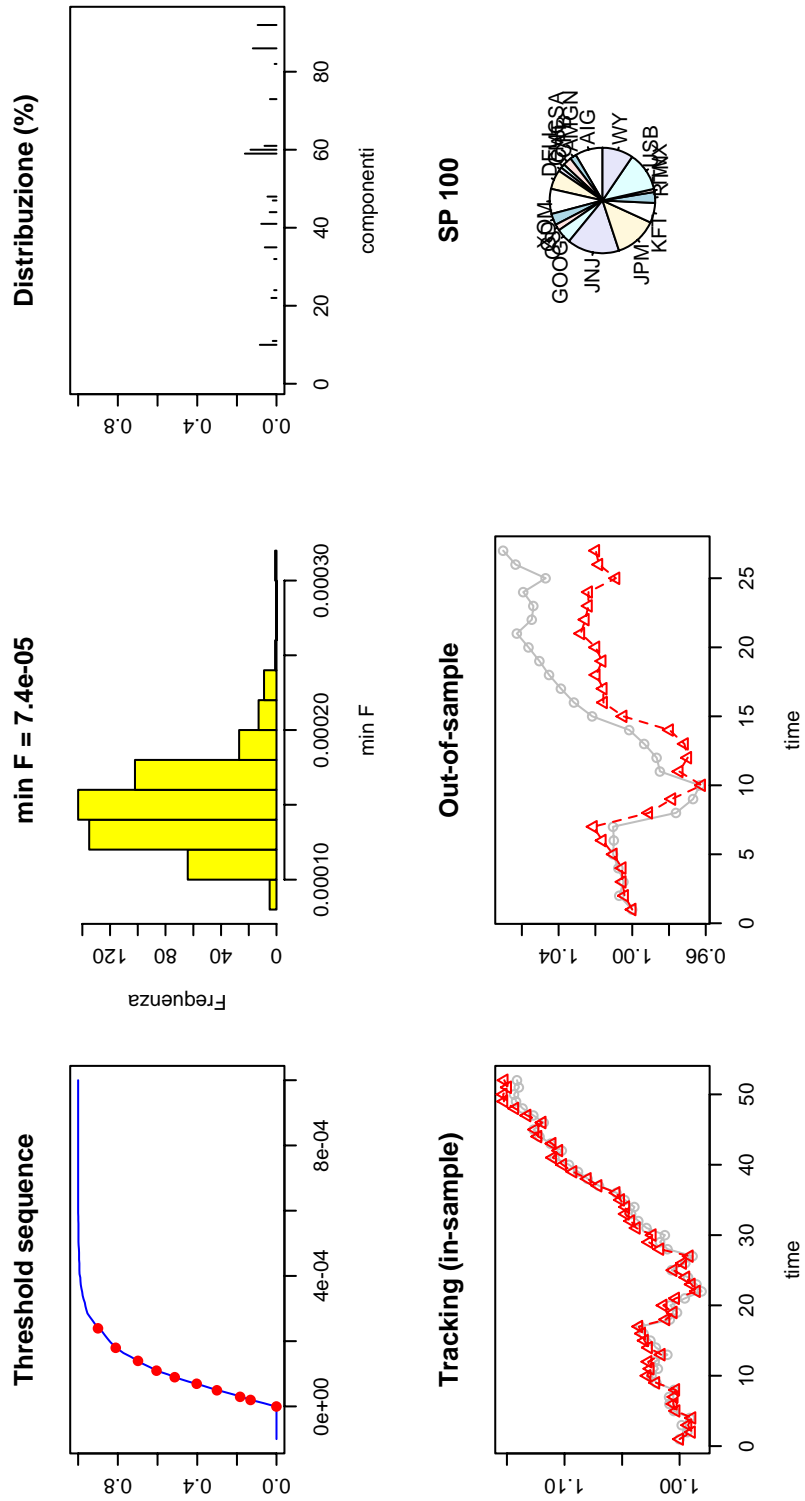 Threshold sequence
0.0 0.4 0.8
0e+00 4e-04 8e-04
min F = 7.4e-05
Frequenza
0 40 80 120
0.00010 0.00020 0.00030
min F
Distribuzione (%)
0.0 0.4 0.8
0 20 40 60 80
componenti
Tracking (in-sample)
1.00 1.10
0 10 20 30 40 50
time
Out-of-sample
0.96 1.00 1.04
0 5 10 15 20 25
time
SP 100
AIG
XOM
GOOG
JNJ
JPM
KFT
USB
WY